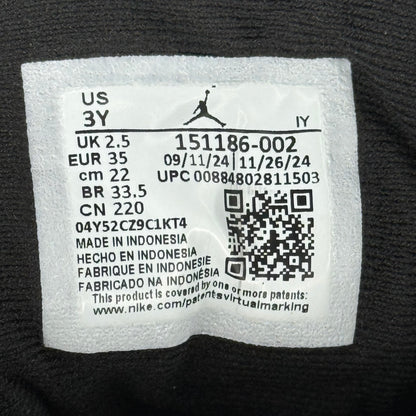 US
3Y IY
UK 2.5 151186-002
EUR 35 09/11/24 11/26/24
cm 22 UPC 00884802811503
BR 33.5
CN 220
04Y52CZ9C1KT4
MADE IN INDONESIA
HECHO EN INDONESIA
FABRIQUE EN INDONESIE
FABRICADO NA INDONESIA
This product is covered by one or more patents:
www.nike.com/patentsvirtualmarking